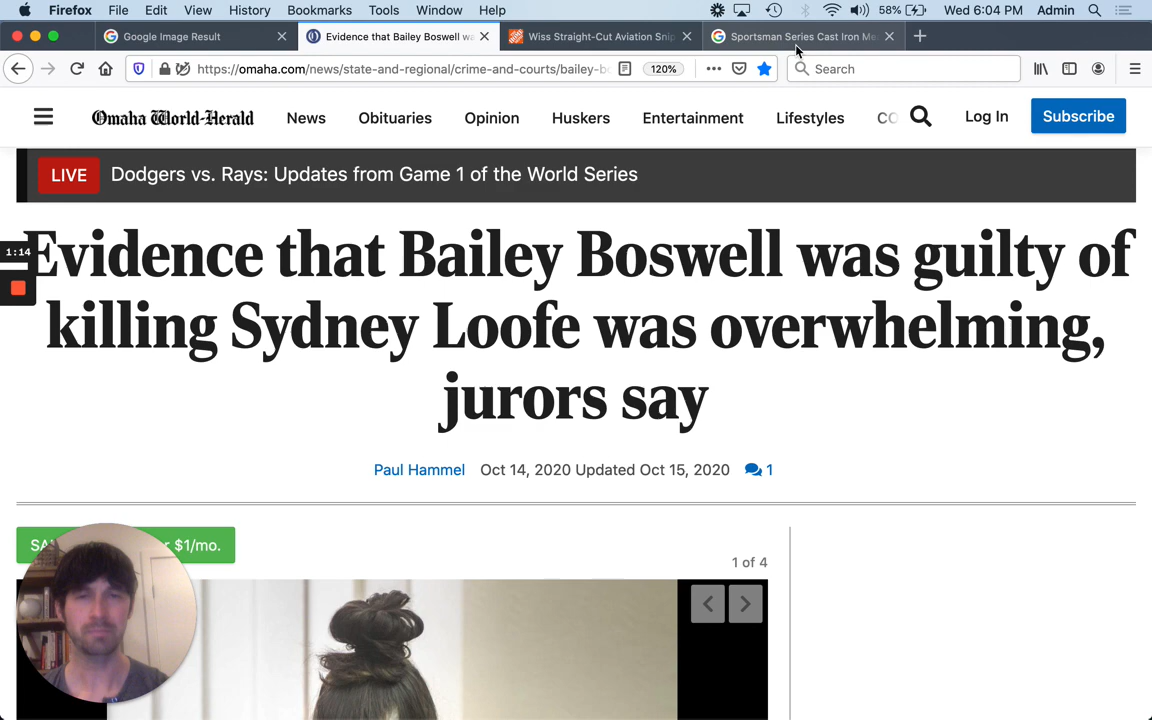 Firefox File Edit View History Bookmarks Tools Window Help 58% Wed 6:04 PM Admin
Google Image Result Evidence that Bailey Boswell wa Wiss Straight-Cut Aviation Snip Sportsman Series Cast Iron Me
https://omaha.com/news/state-and-regional/crime-and-courts/bailey-bo 120% Search
Omaha World-Herald News Obituaries Opinion Huskers Entertainment Lifestyles CO Log In Subscribe
LIVE Dodgers vs. Rays: Updates from Game 1 of the World Series
1:14
Evidence that Bailey Boswell was guilty of
killing Sydney Loofe was overwhelming,
jurors say
Paul Hammel Oct 14, 2020 Updated Oct 15, 2020 1
$1/mo.
1 of 4